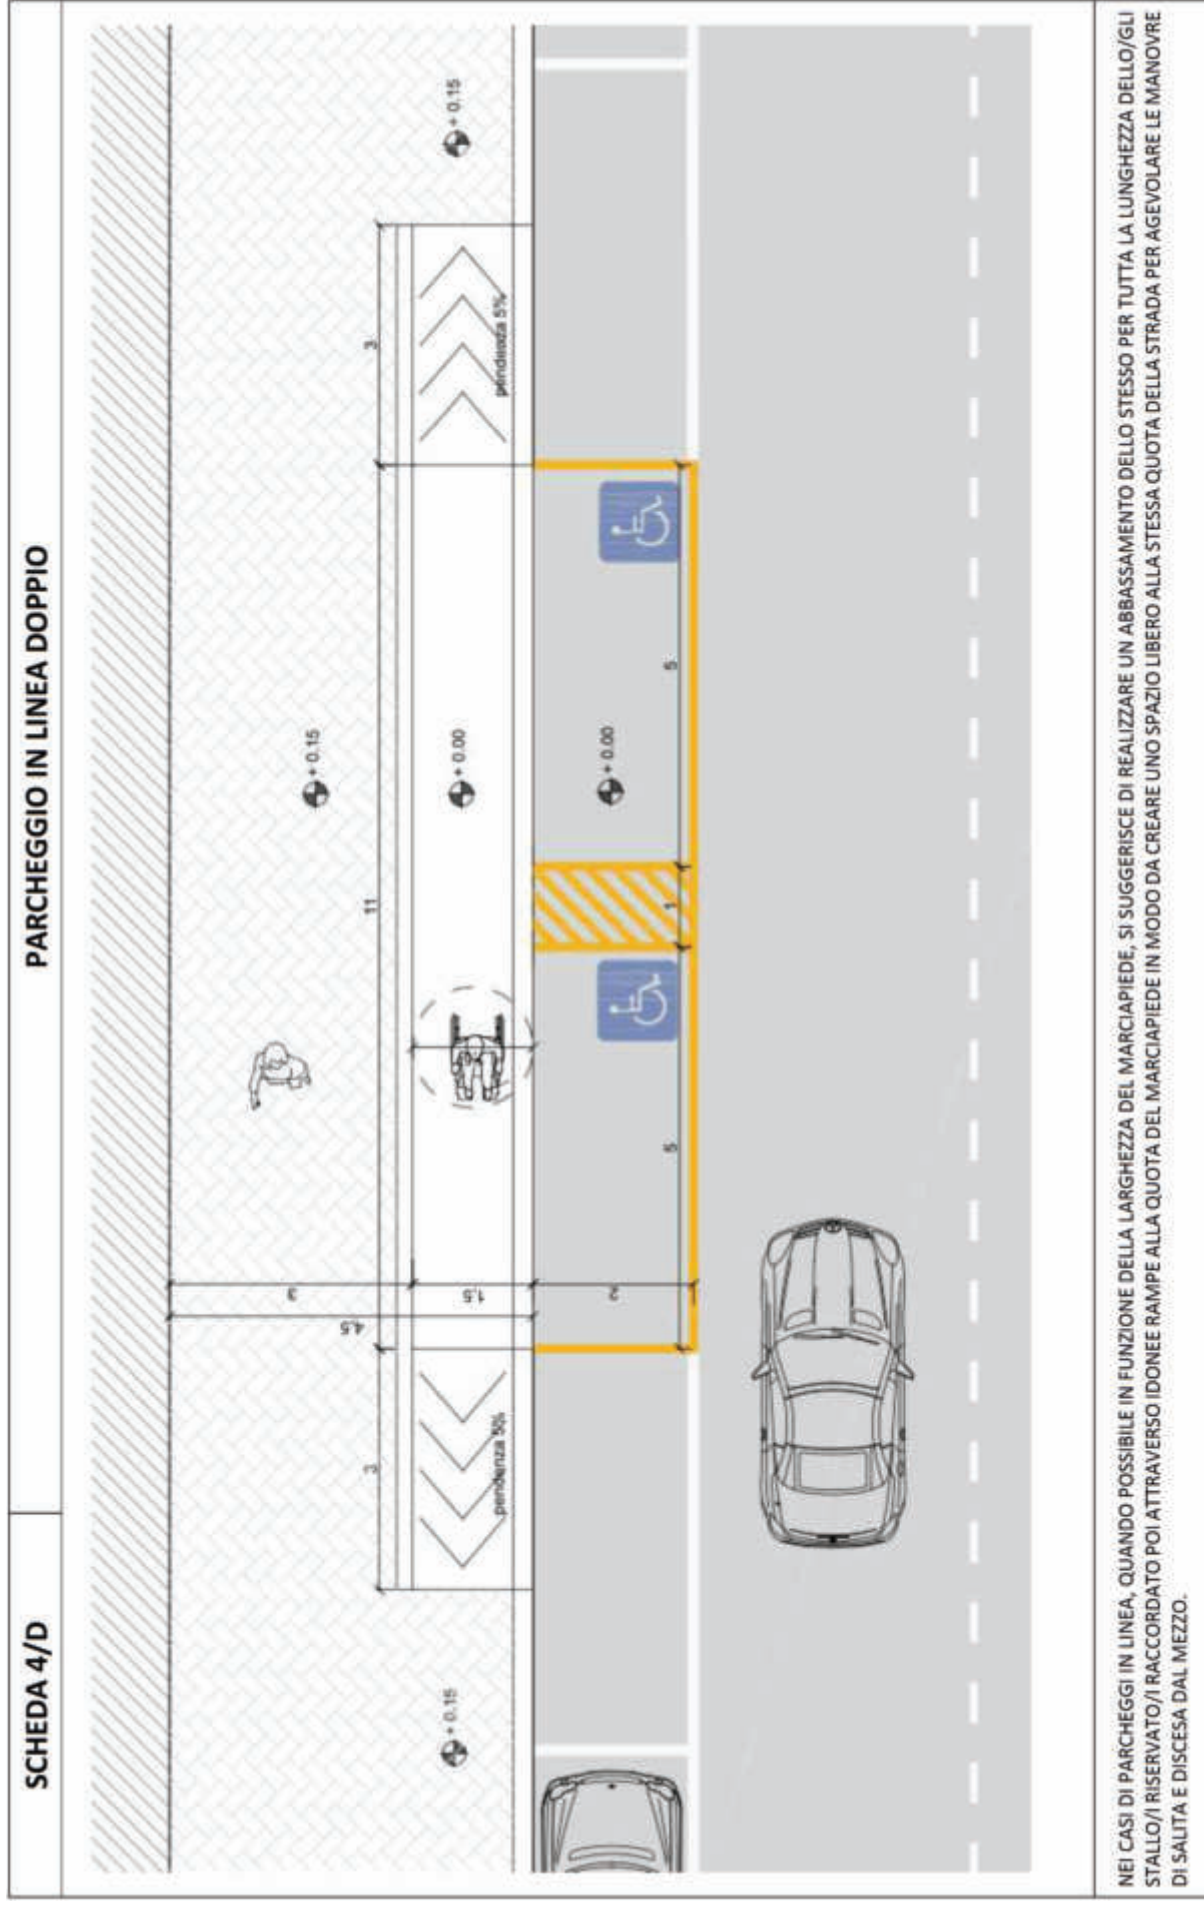 SCHEDA 4/D
PARCHEGGIO IN LINEA DOPPIO
+ 0.15
+ 0.15
+ 0.15
+ 0.00
+ 0.00
3
11
3
3
1.5
4.5
2
5
1
5
pendenza 5%
pendenza 5%
NEI CASI DI PARCHEGGI IN LINEA, QUANDO POSSIBILE IN FUNZIONE DELLA LARGHEZZA DEL MARCIAPIEDE, SI SUGGERISCE DI REALIZZARE UN ABBASSAMENTO DELLO STESSO PER TUTTA LA LUNGHEZZA DELLO/GLI
STALLO/I RISERVATO/I RACCORDATO POI ATTRAVERSO IDONEE RAMPE ALLA QUOTA DEL MARCIAPIEDE IN MODO DA CREARE UNO SPAZIO LIBERO ALLA STESSA QUOTA DELLA STRADA PER AGEVOLARE LE MANOVRE
DI SALITA E DISCESA DAL MEZZO.